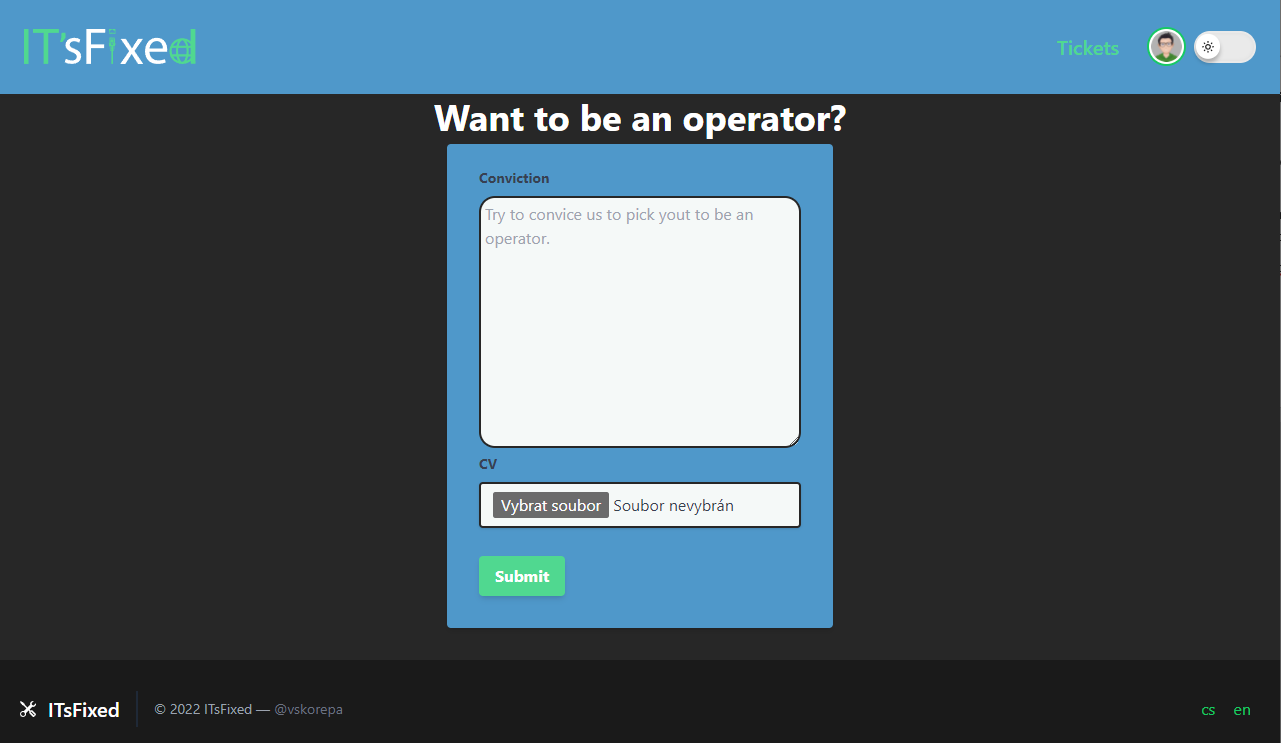 IT'sFixed
Tickets
Want to be an operator?
Conviction
Try to convice us to pick yout to be an
operator.
CV
Vybrat soubor Soubor nevybrán
Submit
ITsFixed
© 2022 ITsFixed — @vskorepa
cs en